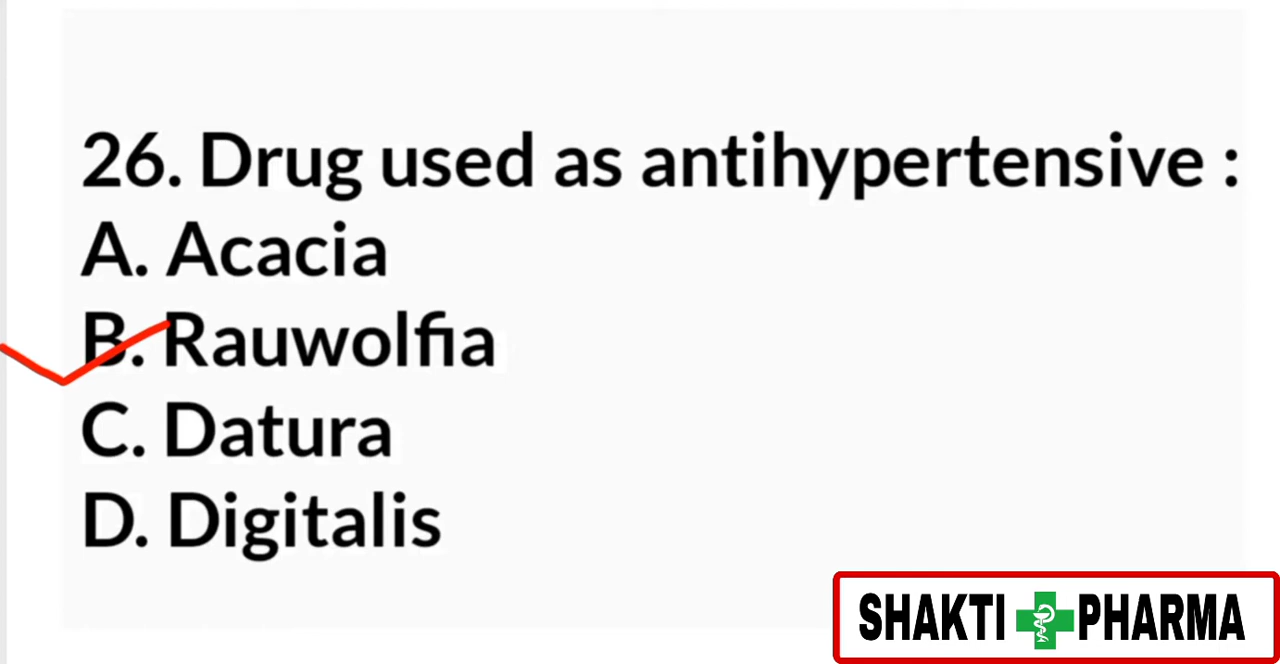 26. Drug used as antihypertensive :
A. Acacia
B. Rauwolfia
C. Datura
D. Digitalis
SHAKTI PHARMA